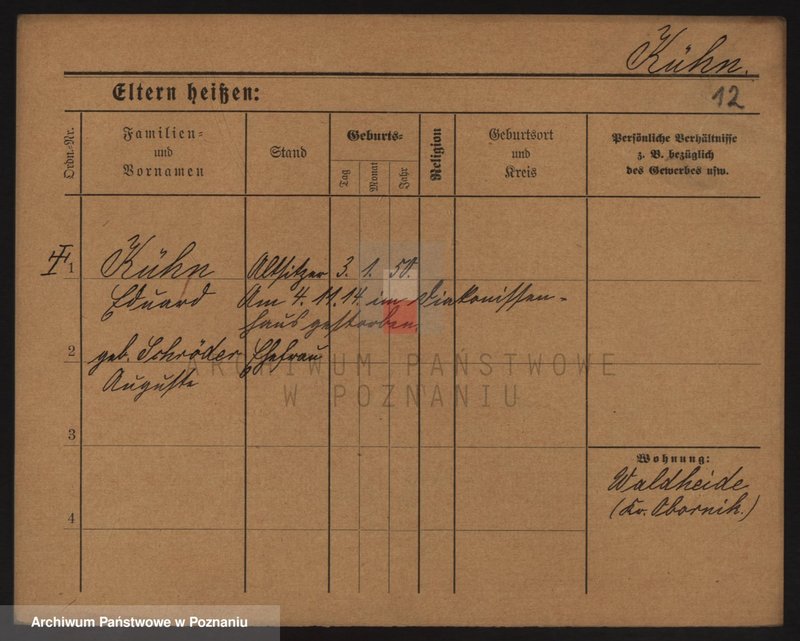 Kühn.
12
Eltern heißen:
Ordn.-Nr.
Familien- und Vornamen
Stand
Geburts-
Tag
Monat
Jahr
Religion
Geburtsort und Kreis
Persönliche Verhältnisse
z. B. bezüglich
des Gewerbes usw.
1 Kühn Altsitzer 3. 1. 50.
Eduard Am 4. 11. 14. im Diakonissen-
haus gestorben.
2 geb. Schröder Ehefrau
Auguste
ARCHIWUM PAŃSTWOWE
W POZNANIU
3
Wohnung:
Waldheide
(Kr. Obornik.)
4
Archiwum Państwowe w Poznaniu